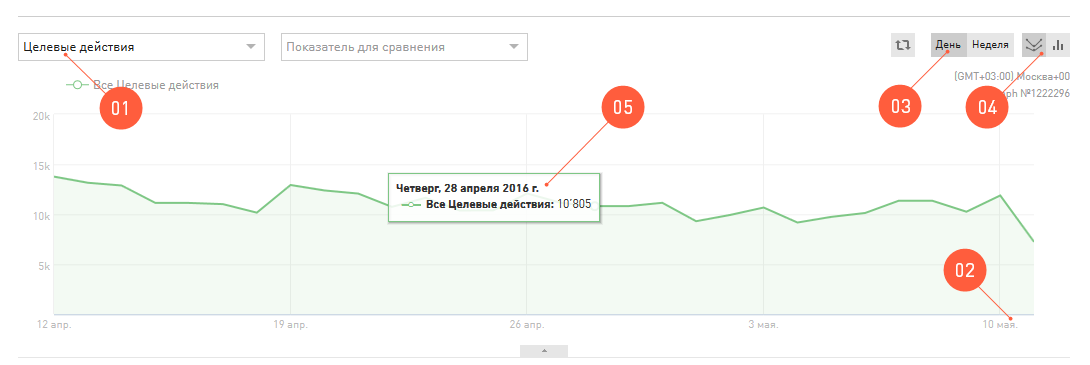 Целевые действия
Показатель для сравнения
День
Неделя
Все Целевые действия
(GMT+03:00) Москва+00
№1222296
01
05
03
04
20k
15k
10k
5k
Четверг, 28 апреля 2016 г.
Все Целевые действия: 10'805
02
12 апр.
19 апр.
26 апр.
3 мая.
10 мая.